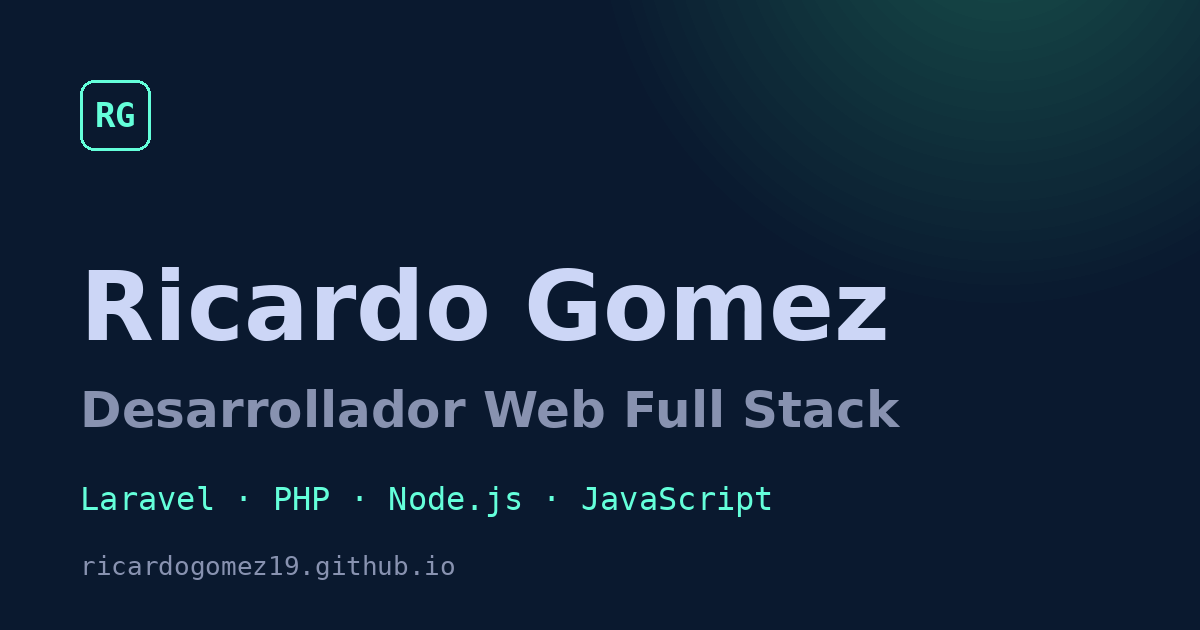 RG
Ricardo Gomez
Desarrollador Web Full Stack
Laravel · PHP · Node.js · JavaScript
ricardogomez19.github.io